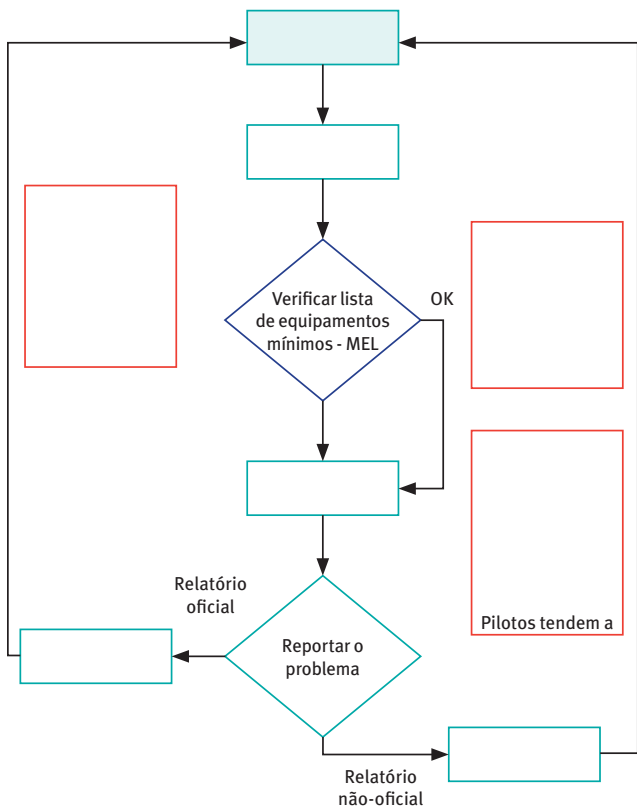 Verificar lista
de equipamentos
mínimos - MEL
OK
Relatório
oficial
Pilotos tendem a
Reportar o
problema
Relatório
não-oficial